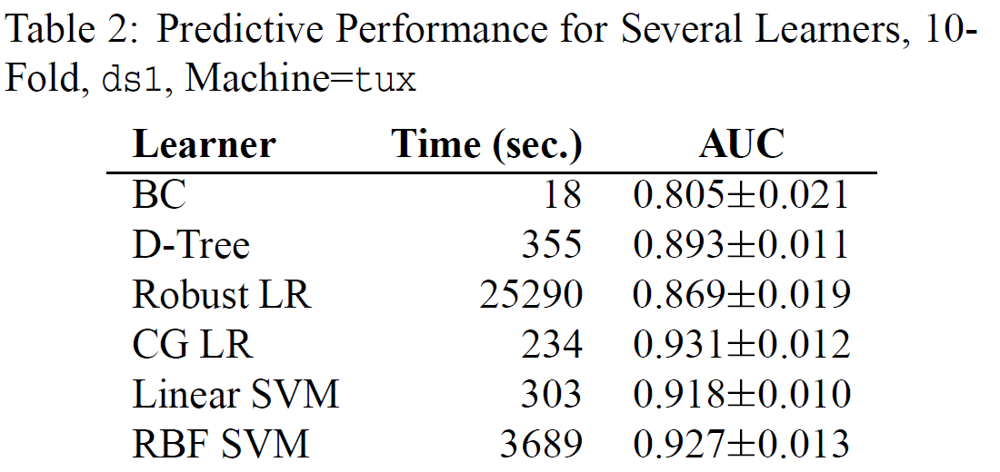 Table 2: Predictive Performance for Several Learners, 10-
Fold, ds1, Machine=tux
Learner Time (sec.) AUC
BC 18 0.805±0.021
D-Tree 355 0.893±0.011
Robust LR 25290 0.869±0.019
CG LR 234 0.931±0.012
Linear SVM 303 0.918±0.010
RBF SVM 3689 0.927±0.013